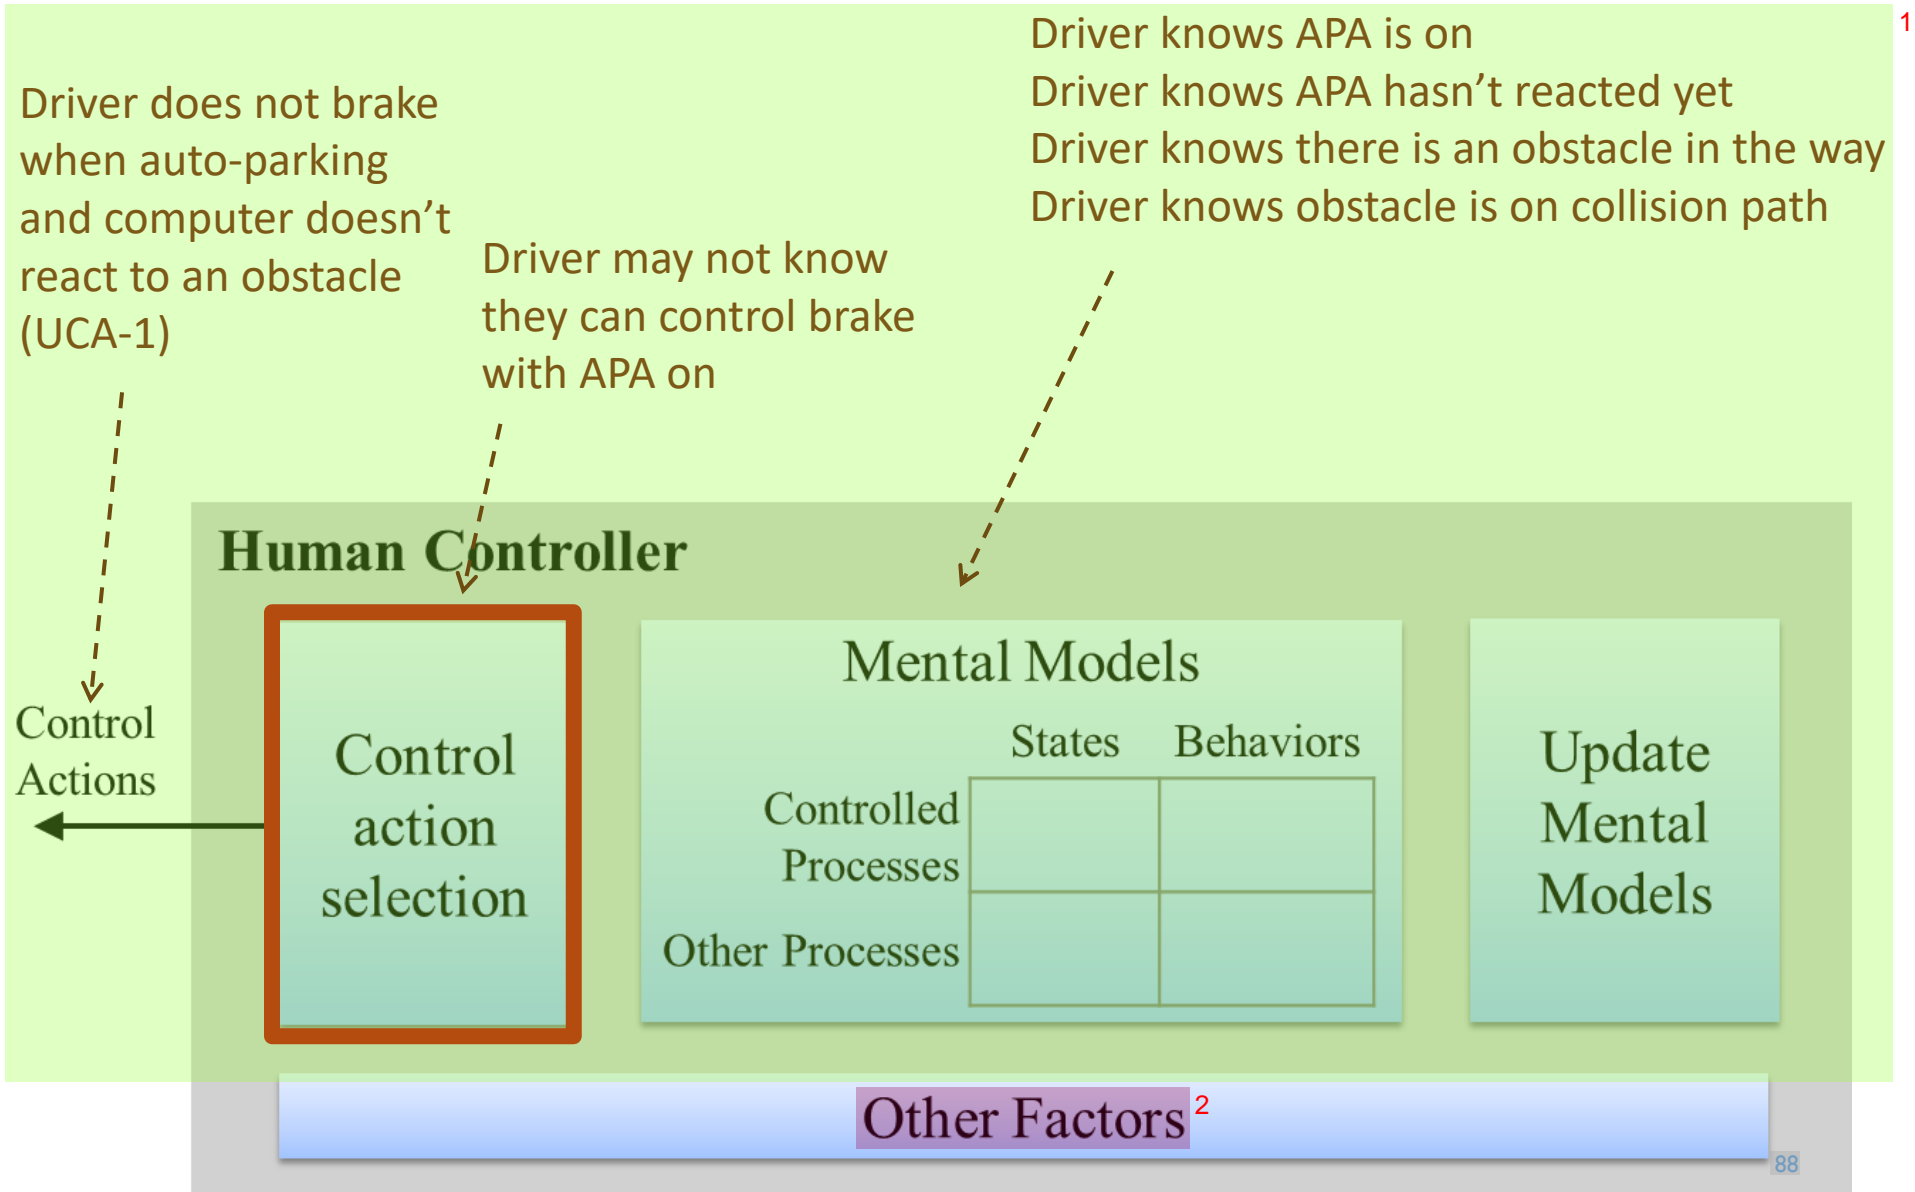 Driver knows APA is on
Driver knows APA hasn’t reacted yet
Driver knows there is an obstacle in the way
Driver knows obstacle is on collision path
1
Driver does not brake
when auto-parking
and computer doesn’t
react to an obstacle
(UCA-1)
Driver may not know
they can control brake
with APA on
Human Controller
Control
Actions
Control
action
selection
Mental Models
States Behaviors
Controlled
Processes
Other Processes
Update
Mental
Models
Other Factors 2
88